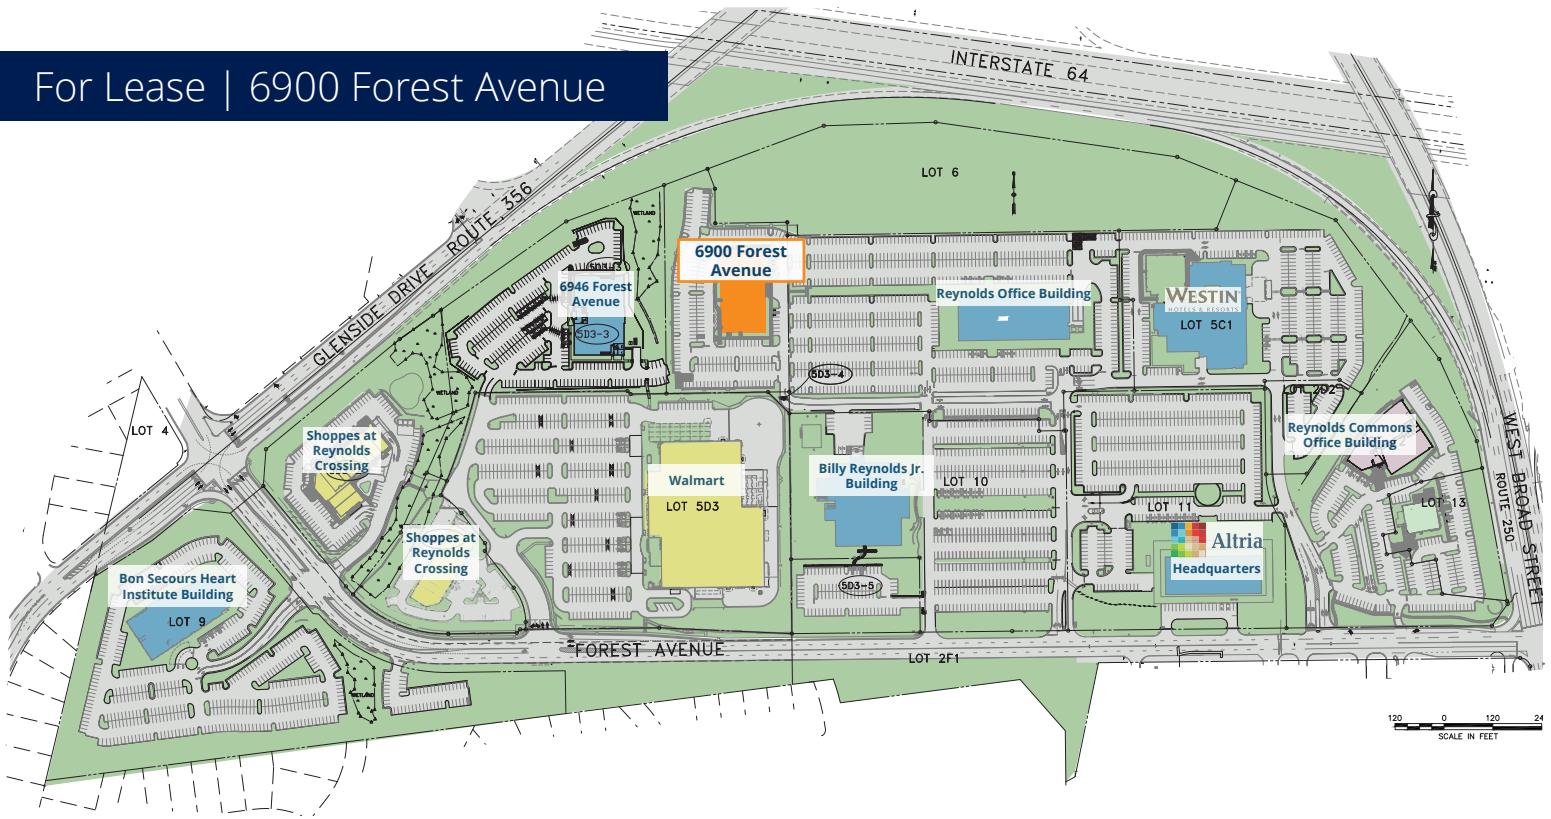 For Lease | 6900 Forest Avenue
INTERSTATE 64
GLENSIDE DRIVE ROUTE 356
LOT 6
WETLAND
6900 Forest
Avenue
6946 Forest
Avenue
5D3-3
Reynolds Office Building
WESTIN
HOTELS & RESORTS
LOT 5C1
5D3-4
WETLAND
LOT 4
Shoppes at
Reynolds
Crossing
Walmart
LOT 5D3
Billy Reynolds Jr.
Building
LOT 10
LOT 11
Reynolds Commons
Office Building
LOT 13
WEST BROAD STREET
ROUTE 250
Shoppes at
Reynolds
Crossing
Altria
Headquarters
Bon Secours Heart
Institute Building
LOT 9
5D3-5
FOREST AVENUE
LOT 2F1
WETLAND
120 0 120 24
SCALE IN FEET